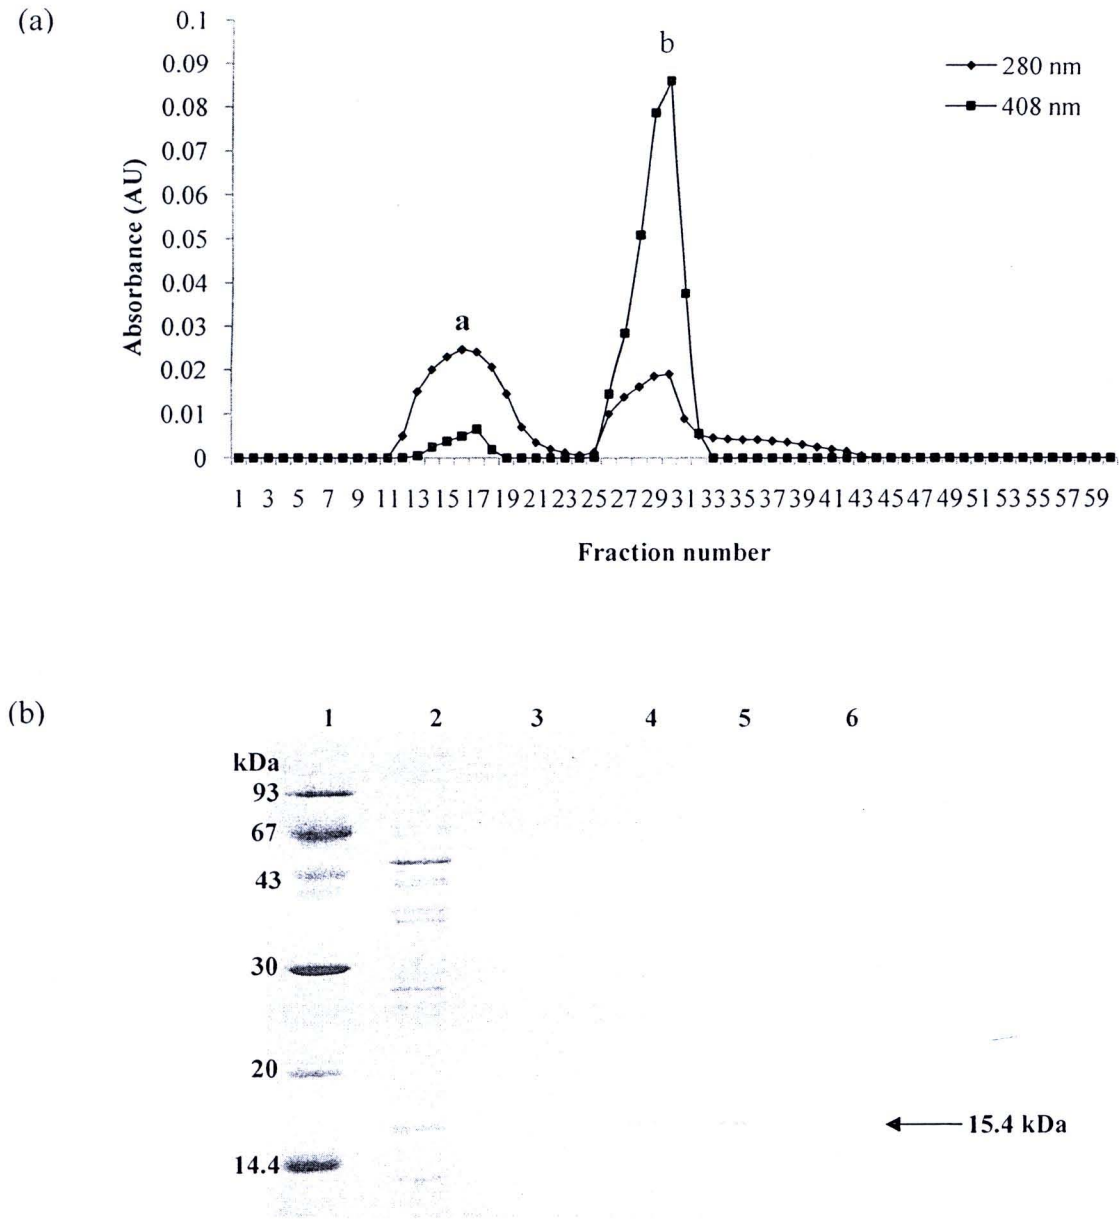 (a)
0.1
0.09
0.08
0.07
0.06
0.05
0.04
0.03
0.02
0.01
0
Absorbance (AU)
a
b
280 nm
408 nm
1 3 5 7 9 11 13 15 17 19 21 23 25 27 29 31 33 35 37 39 41 43 45 47 49 51 53 55 57 59
Fraction number
(b)
1 2 3 4 5 6
kDa
93
67
43
30
20
14.4
15.4 kDa